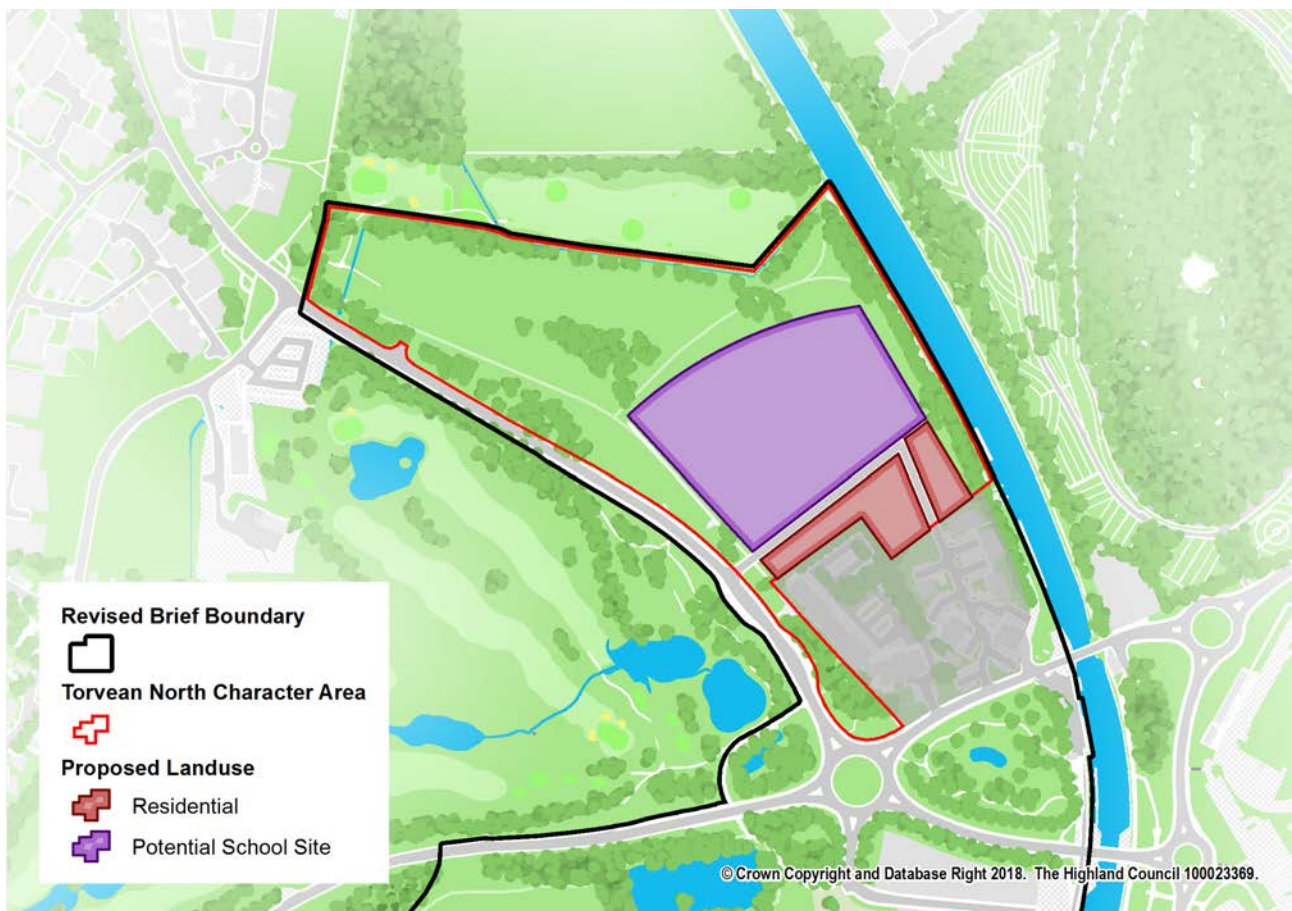 Revised Brief Boundary
Torvean North Character Area
Proposed Landuse
Residential
Potential School Site
© Crown Copyright and Database Right 2018. The Highland Council 100023369.